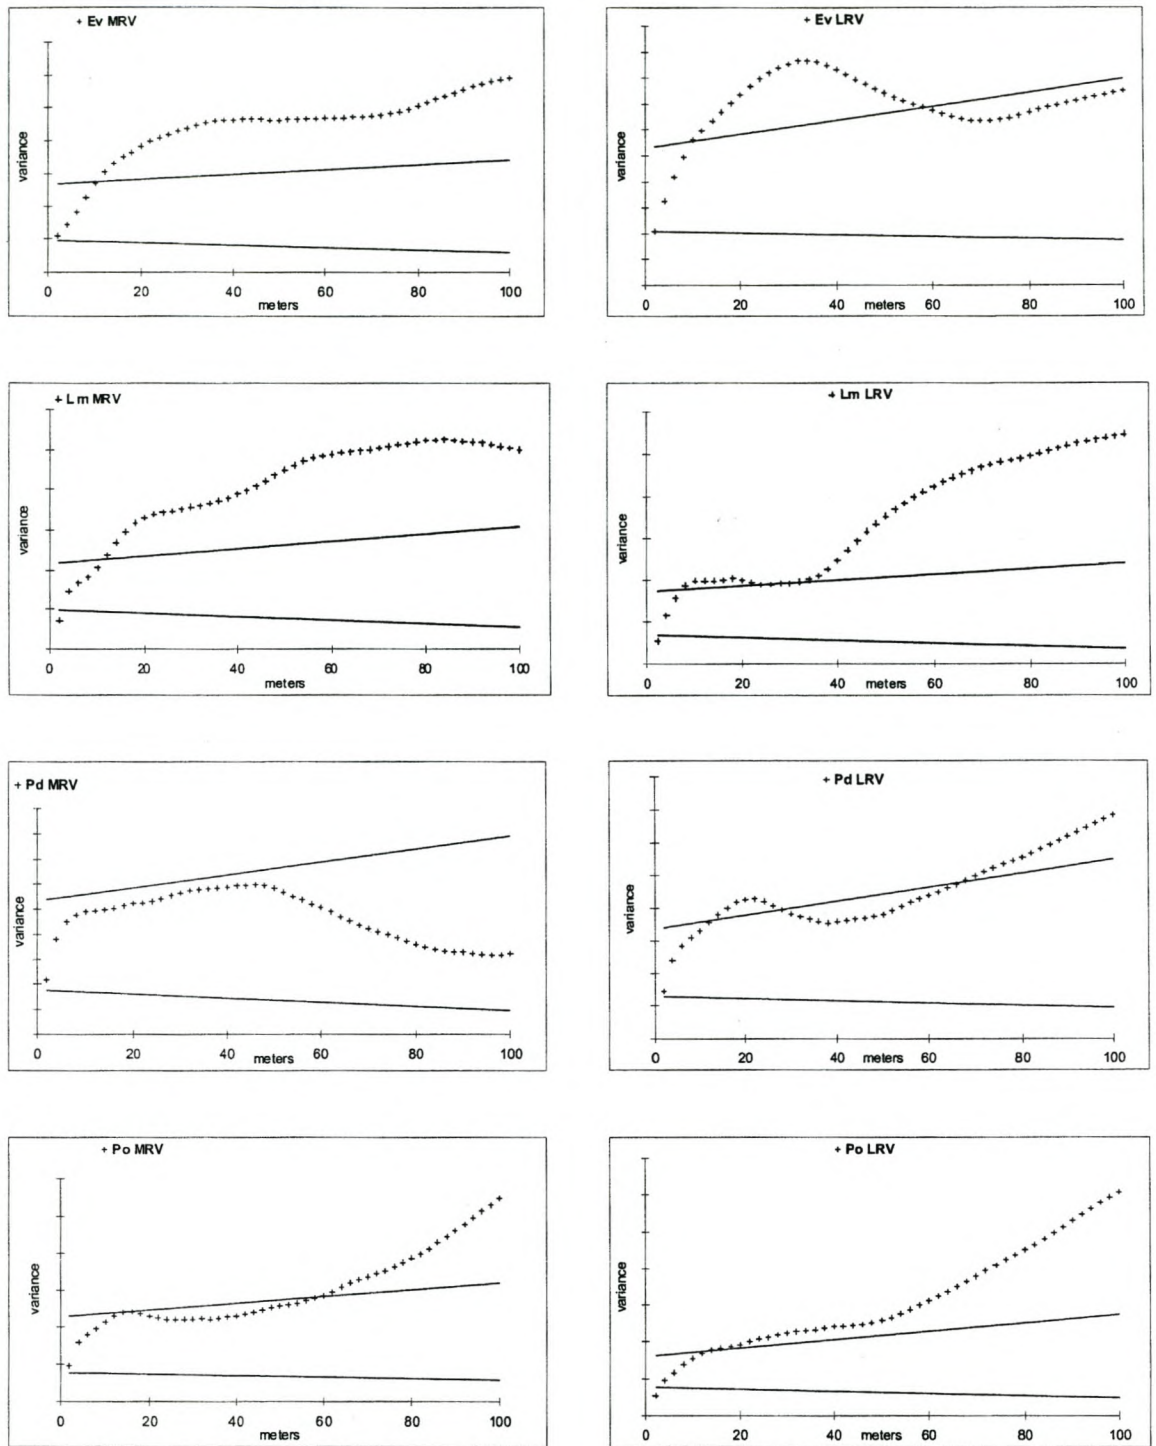 + Ev MRV
variance
0 20 40 60 80 100
meters
+ Ev LRV
variance
0 20 40 60 80 100
meters
+ Lm MRV
variance
0 20 40 60 80 100
meters
+ Lm LRV
variance
0 20 40 60 80 100
meters
+ Pd MRV
variance
0 20 40 60 80 100
meters
+ Pd LRV
variance
0 20 40 60 80 100
meters
+ Po MRV
variance
0 20 40 60 80 100
meters
+ Po LRV
variance
0 20 40 60 80 100
meters